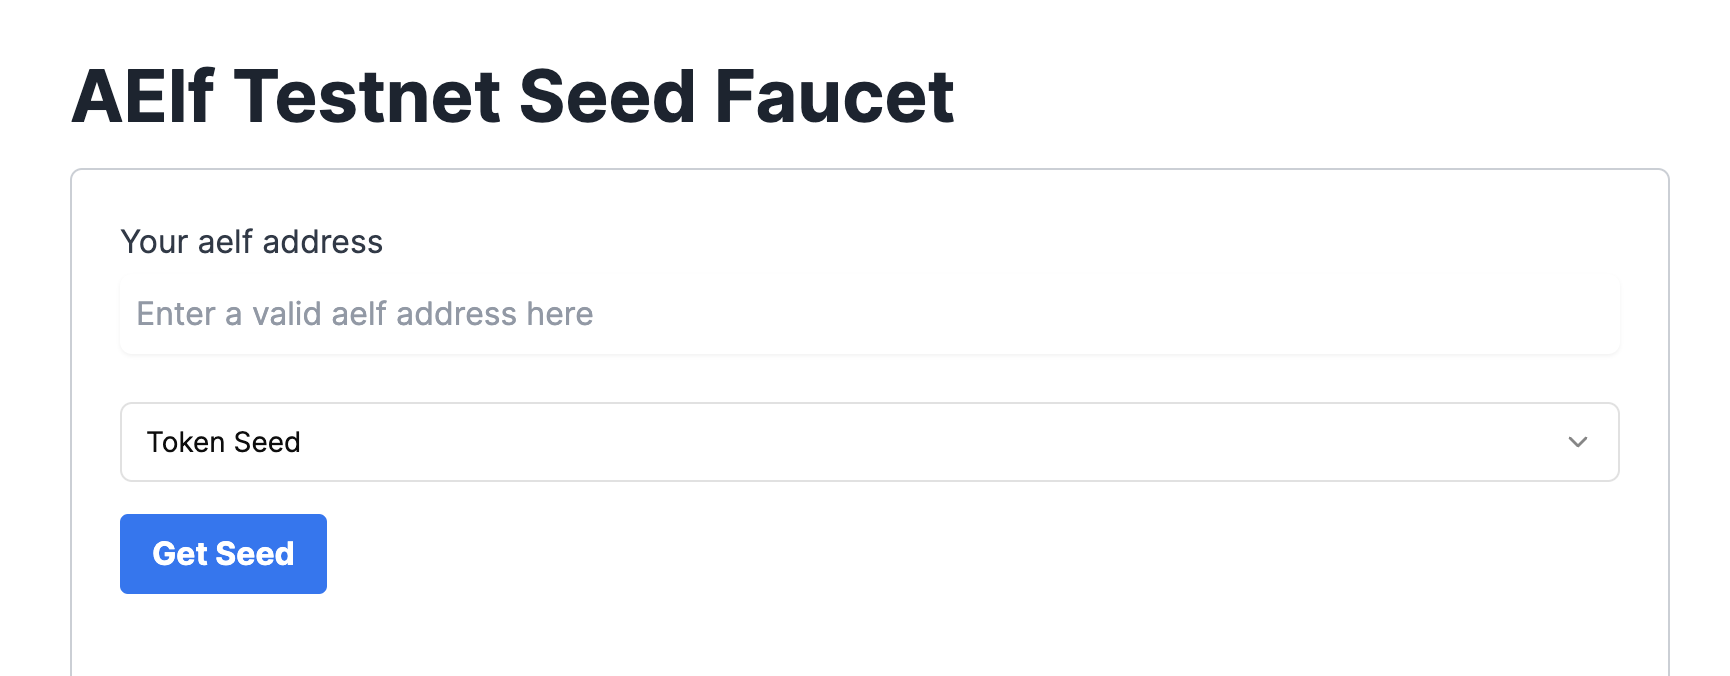 AElf Testnet Seed Faucet
Your aelf address
Enter a valid aelf address here
Token Seed
Get Seed